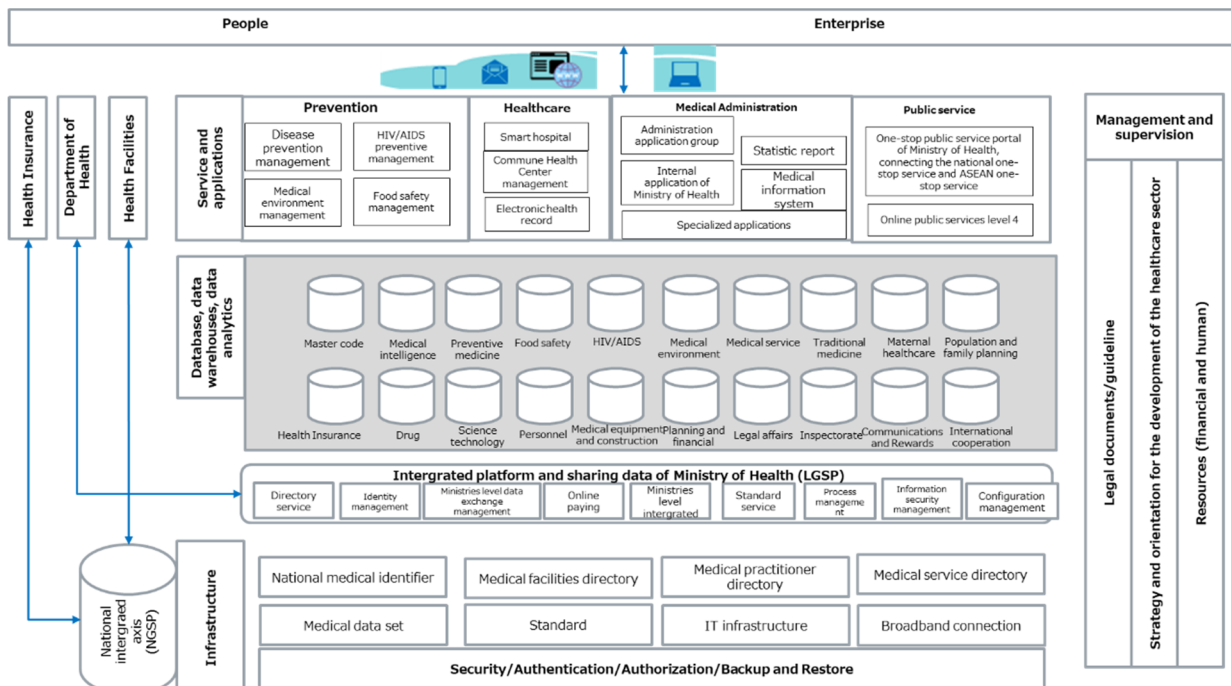 People
Enterprise
Health Insurance
Department of
Health
Health Facilities
Service and
applications
Prevention
Disease
prevention
management
HIV/AIDS
preventive
management
Medical
environment
management
Food safety
management
Healthcare
Smart hospital
Commune Health
Center
management
Electronic health
record
Medical Administration
Administration
application group
Statistic report
Internal
application of
Ministry of Health
Medical
information
system
Specialized applications
Public service
One-stop public service portal
of Ministry of Health,
connecting the national one-
stop service and ASEAN one-
stop service
Online public services level 4
Management and
supervision
Legal documents/guideline
Strategy and orientation for the development of the healthcare sector
Resources (financial and human)
Database, data
warehouses, data
analytics
Master code
Medical
intelligence
Preventive
medicine
Food safety
HIV/AIDS
Medical
environment
Medical service
Traditional
medicine
Maternal
healthcare
Population and
family planning
Health Insurance
Drug
Science
technology
Personnel
Medical equipment
and construction
Planning and
financial
Legal affairs
Inspectorate
Communications
and Rewards
International
cooperation
Intergrated platform and sharing data of Ministry of Health (LGSP)
Directory
service
Identity
management
Ministries level data
exchange
management
Online
paying
Ministries
level
intergrated
Standard
service
Process
manageme
nt
Information
security
management
Configuration
management
National
intergraed
axis
(NGSP)
Infrastructure
National medical identifier
Medical facilities directory
Medical practitioner
directory
Medical service directory
Medical data set
Standard
IT infrastructure
Broadband connection
Security/Authentication/Authorization/Backup and Restore